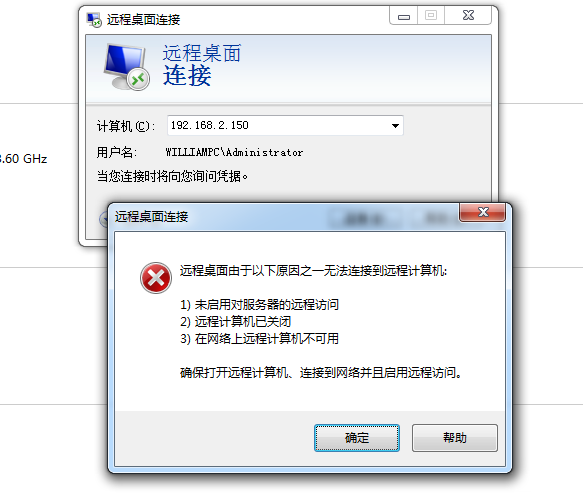 远程桌面连接
远程桌面
连接
计算机(C): 192.168.2.150
.60 GHz
用户名: WILLIAMPC\Administrator
当您连接时将向您询问凭据。
远程桌面连接
远程桌面由于以下原因之一无法连接到远程计算机:
1) 未启用对服务器的远程访问
2) 远程计算机已关闭
3) 在网络上远程计算机不可用
确保打开远程计算机、连接到网络并且启用远程访问。
确定 帮助